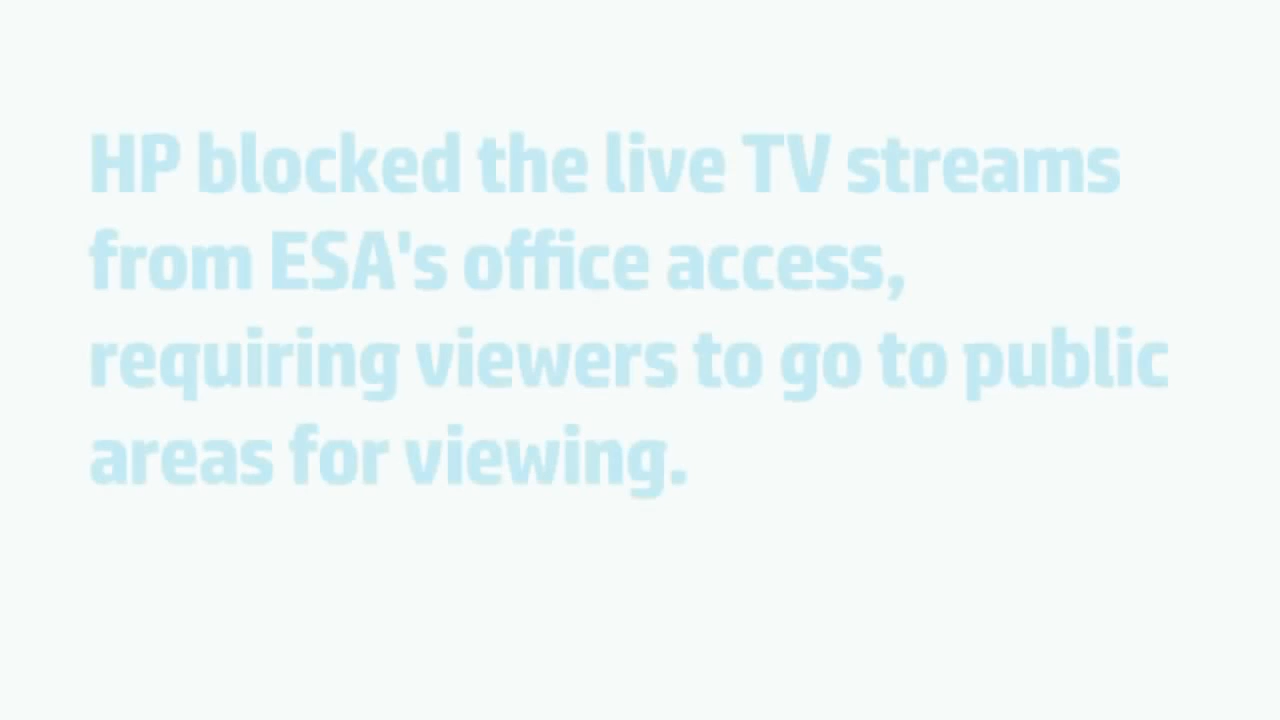 HP blocked the live TV streams
from ESA's office access,
requiring viewers to go to public
areas for viewing.